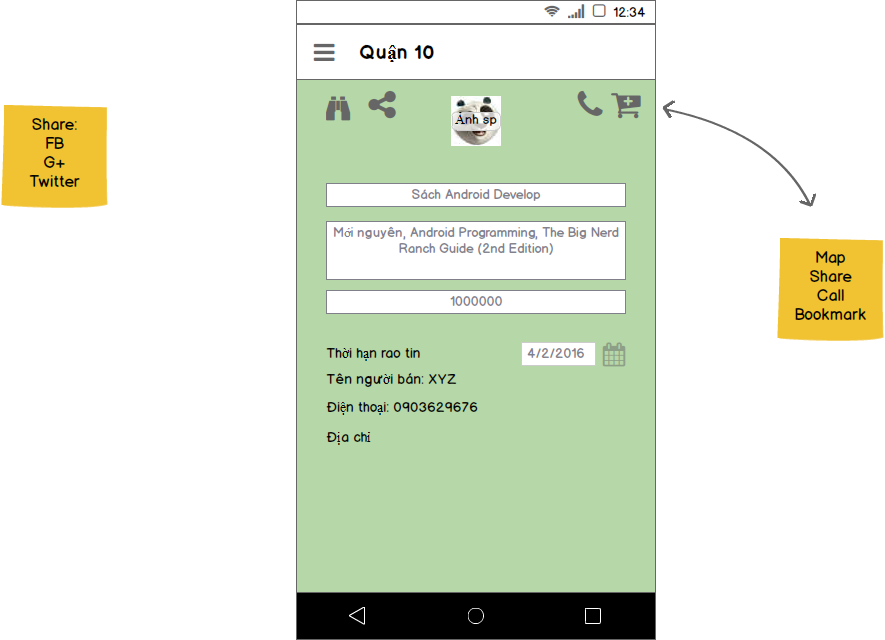 12:34
Quận 10
Share:
FB
G+
Twitter
Ảnh sp
Map
Share
Call
Bookmark
Sách Android Develop
Mới nguyên, Android Programming, The Big Nerd
Ranch Guide (2nd Edition)
1000000
Thời hạn rao tin
4/2/2016
Tên người bán: XYZ
Điện thoại: 0903629676
Địa chỉ